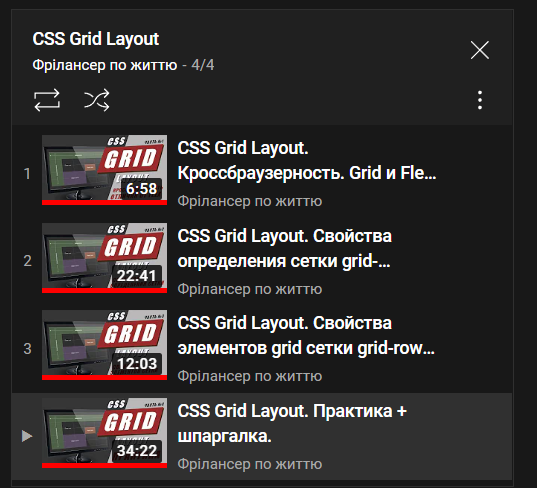 CSS Grid Layout
Фрілансер по життю - 4/4
1
CSS
GRID
6:58
CSS Grid Layout.
Кроссбраузерность. Grid и Fle...
Фрілансер по життю
2
CSS
GRID
22:41
CSS Grid Layout. Свойства
определения сетки grid-...
Фрілансер по життю
3
CSS
GRID
12:03
CSS Grid Layout. Свойства
элементов grid сетки grid-row...
Фрілансер по життю
CSS
GRID
34:22
CSS Grid Layout. Практика +
шпаргалка.
Фрілансер по життю